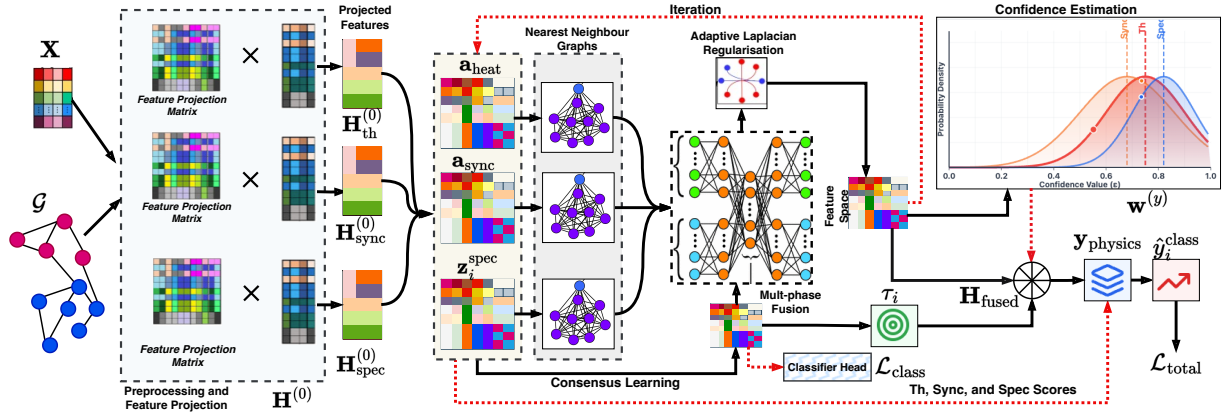 Iteration
Confidence Estimation
Projected
Features
X
Nearest Neighbour
Graphs
Adaptive Laplacian
Regularisation
Sync
Th
Spec
Probability Density
0.0
0.2
0.4
0.6
0.8
1.0
Confidence Value (ε)
w^(y)
Feature Projection
Matrix
Feature Projection
Matrix
Feature Projection
Matrix
×
×
×
H_th^(0)
H_sync^(0)
H_spec^(0)
a_heat
a_sync
z_i^spec
𝒢
Feature
Space
Mult-phase
Fusion
τ_i
H_fused
y_physics
ŷ_i^class
Classifier Head
ℒ_class
ℒ_total
Consensus Learning
Th, Sync, and Spec Scores
Preprocessing and
Feature Projection
H^(0)